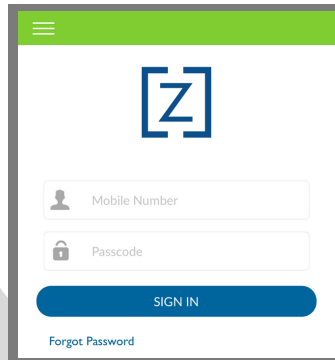 [Z]
Mobile Number
Passcode
SIGN IN
Forgot Password